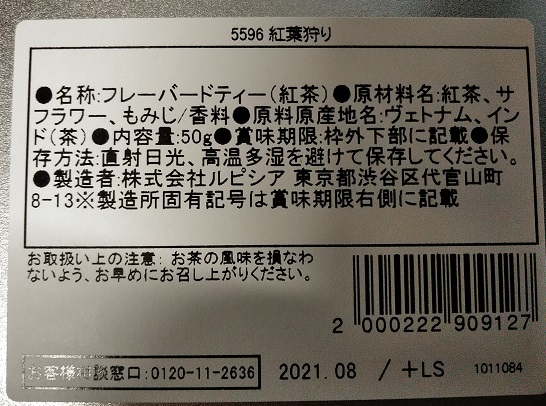 5596 紅葉狩り
●名称:フレーバードティー(紅茶)●原材料名:紅茶、サ
フラワー、もみじ/香料●原料原産地名:ヴェトナム、イン
ド(茶)●内容量:50g●賞味期限:枠外下部に記載●保
存方法:直射日光、高温多湿を避けて保存してください。
●製造者:株式会社ルピシア 東京都渋谷区代官山町
8-13※製造所固有記号は賞味期限右側に記載
お取扱い上の注意: お茶の風味を損なわ
ないよう、お早めにお召し上がりください。
2 000222 909127
お客様相談窓口:0120-11-2636
2021.08 / +LS
1011084